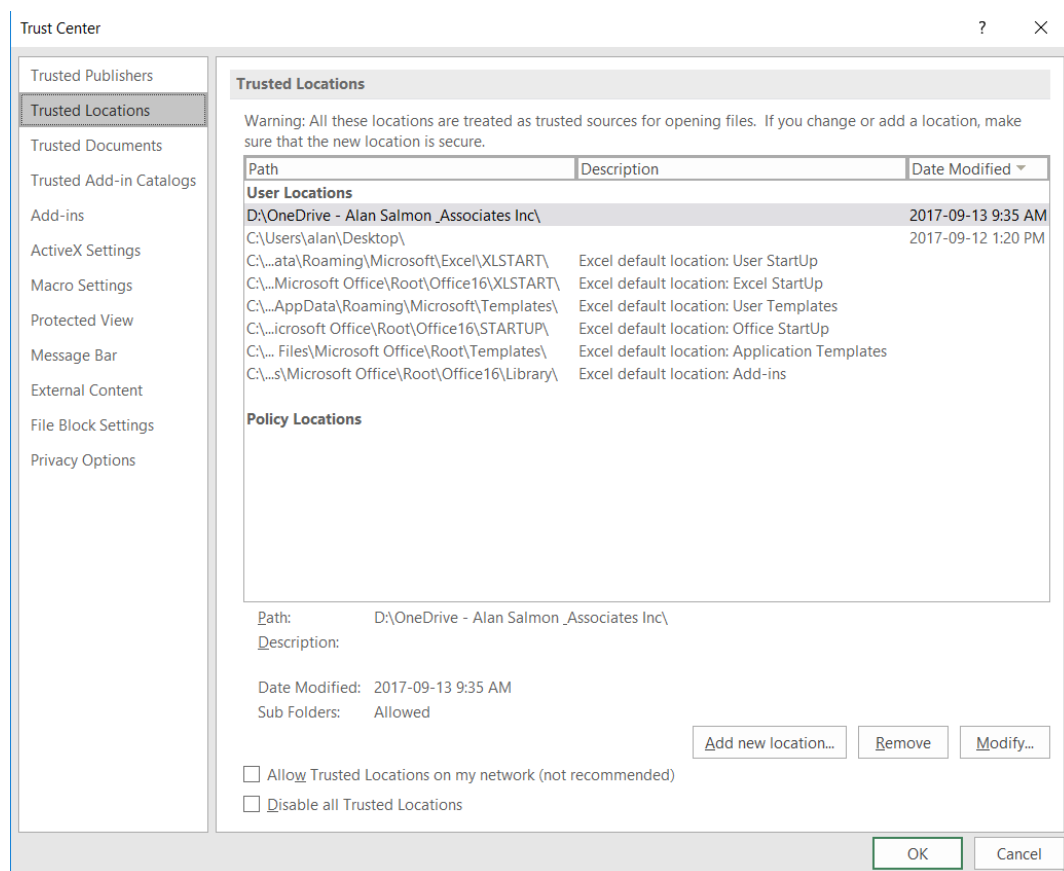 Trust Center
?
Trusted Publishers
Trusted Locations
Trusted Documents
Trusted Add-in Catalogs
Add-ins
ActiveX Settings
Macro Settings
Protected View
Message Bar
External Content
File Block Settings
Privacy Options
Trusted Locations
Warning: All these locations are treated as trusted sources for opening files.  If you change or add a location, make
sure that the new location is secure.
Path Description Date Modified
User Locations
D:\OneDrive - Alan Salmon _Associates Inc\ 2017-09-13 9:35 AM
C:\Users\alan\Desktop\ 2017-09-12 1:20 PM
C:\...ata\Roaming\Microsoft\Excel\XLSTART\ Excel default location: User StartUp
C:\...Microsoft Office\Root\Office16\XLSTART\ Excel default location: Excel StartUp
C:\...AppData\Roaming\Microsoft\Templates\ Excel default location: User Templates
C:\...icrosoft Office\Root\Office16\STARTUP\ Excel default location: Office StartUp
C:\... Files\Microsoft Office\Root\Templates\ Excel default location: Application Templates
C:\...s\Microsoft Office\Root\Office16\Library\ Excel default location: Add-ins
Policy Locations
Path: D:\OneDrive - Alan Salmon _Associates Inc\
Description:
Date Modified: 2017-09-13 9:35 AM
Sub Folders: Allowed
Add new location... Remove Modify...
Allow Trusted Locations on my network (not recommended)
Disable all Trusted Locations
OK Cancel